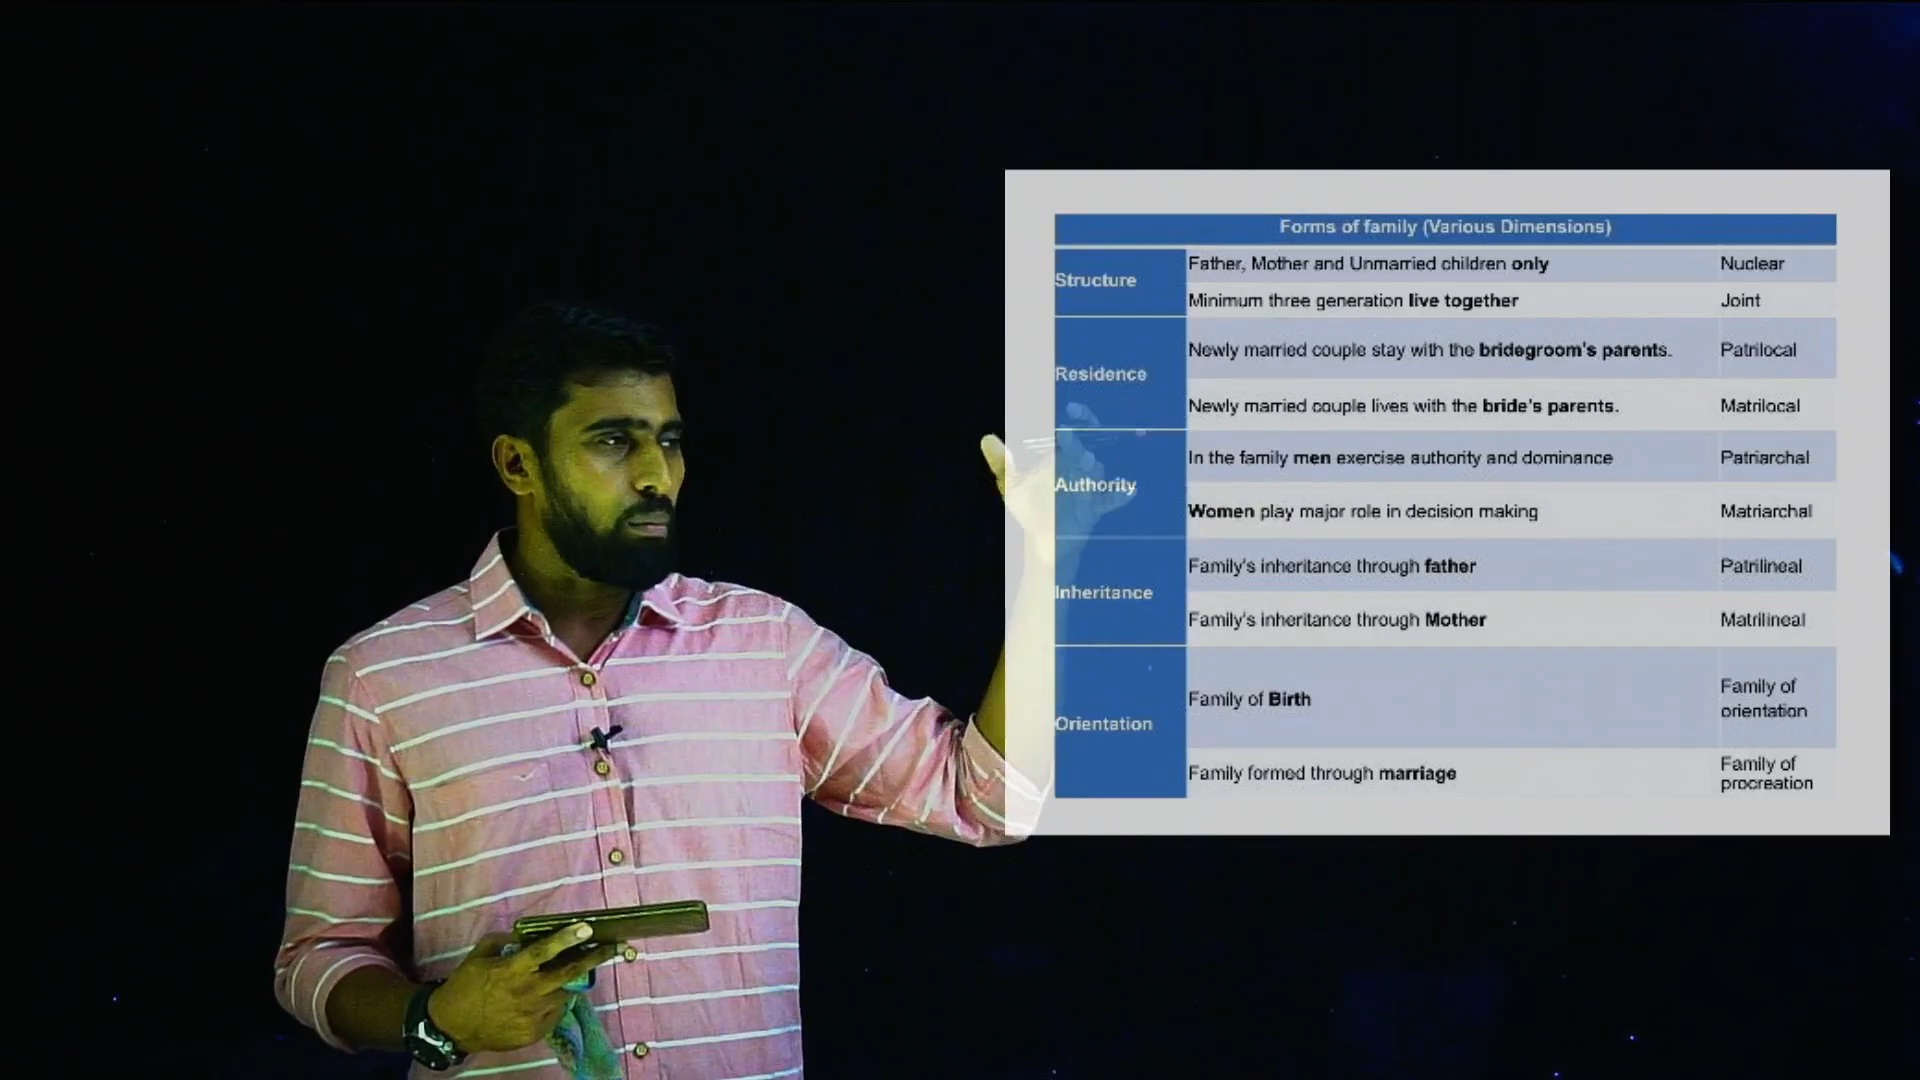 Forms of family (Various Dimensions)
Structure
Father, Mother and Unmarried children only
Nuclear
Minimum three generation live together
Joint
Residence
Newly married couple stay with the bridegroom's parents.
Patrilocal
Newly married couple lives with the bride's parents.
Matrilocal
Authority
In the family men exercise authority and dominance
Patriarchal
Women play major role in decision making
Matriarchal
Inheritance
Family's inheritance through father
Patrilineal
Family's inheritance through Mother
Matrilineal
Orientation
Family of Birth
Family of
orientation
Family formed through marriage
Family of
procreation